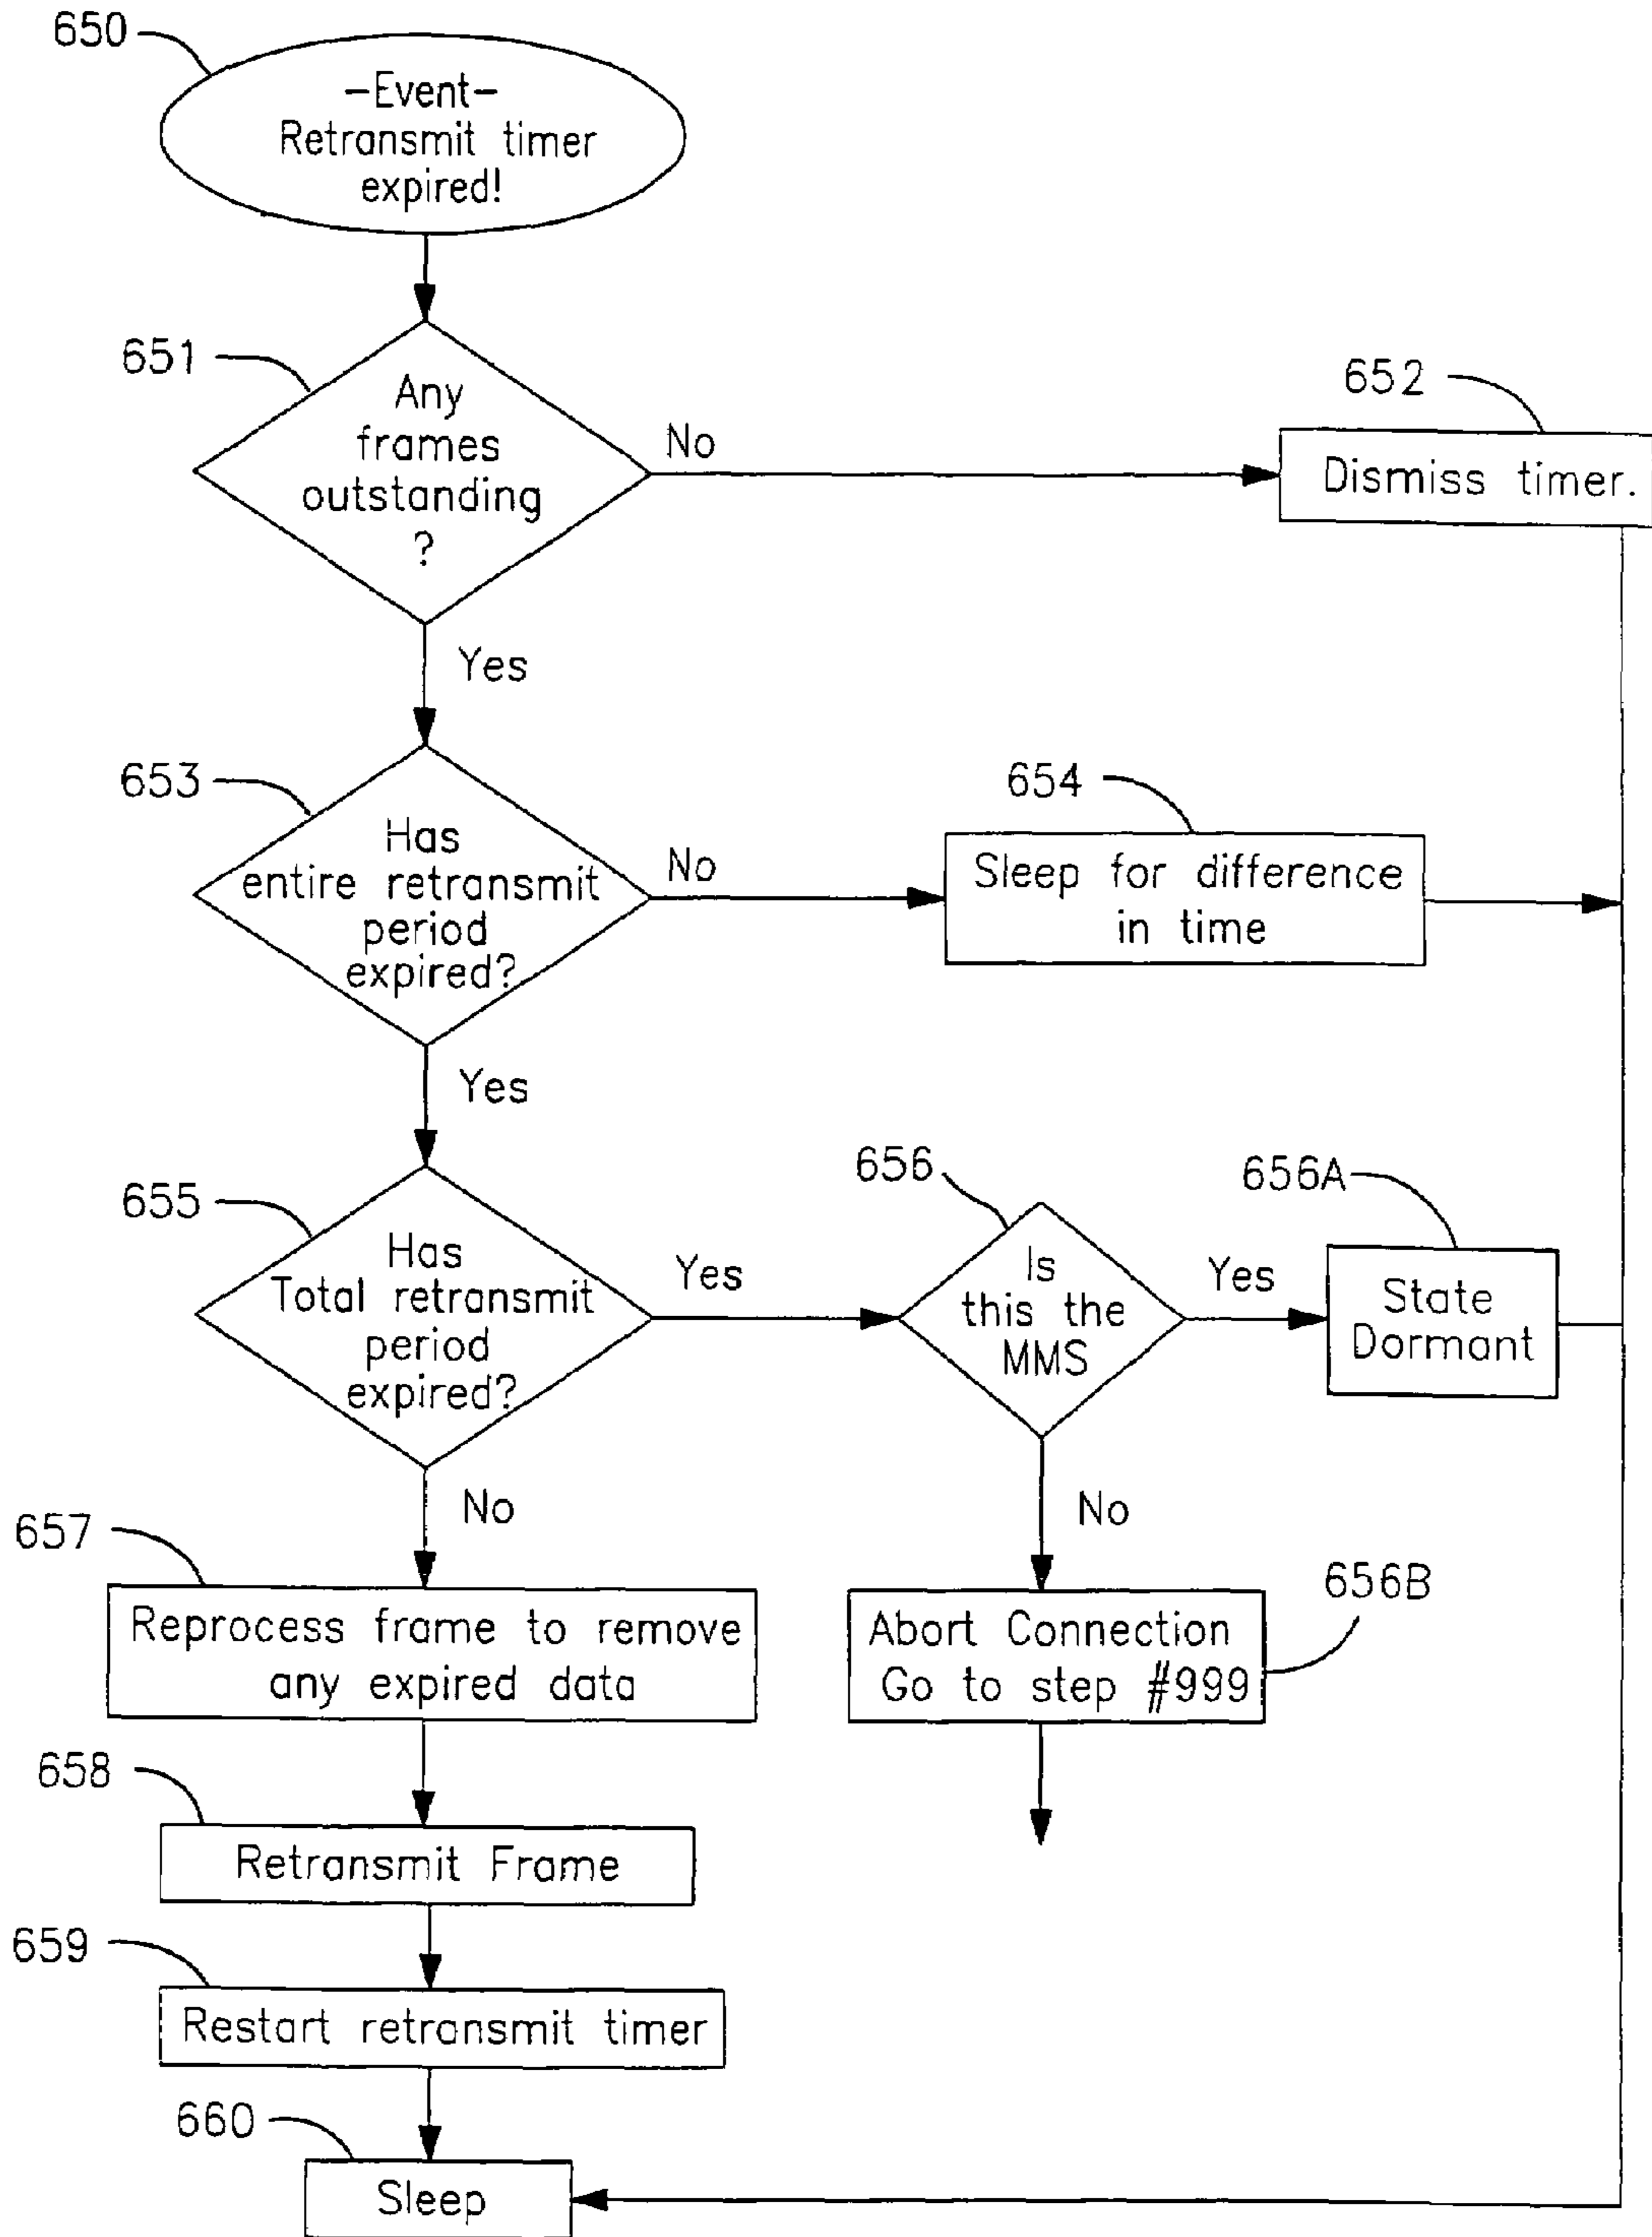 650
–Event–
Retransmit timer
expired!
651
Any
frames
outstanding
?
No
652
Dismiss timer.
Yes
653
Has
entire retransmit
period
expired?
No
654
Sleep for difference
in time
Yes
655
Has
Total retransmit
period
expired?
Yes
656
Is
this the
MMS
Yes
656A
State
Dormant
No
No
657
Reprocess frame to remove
any expired data
656B
Abort Connection
Go to step #999
658
Retransmit Frame
659
Restart retransmit timer
660
Sleep